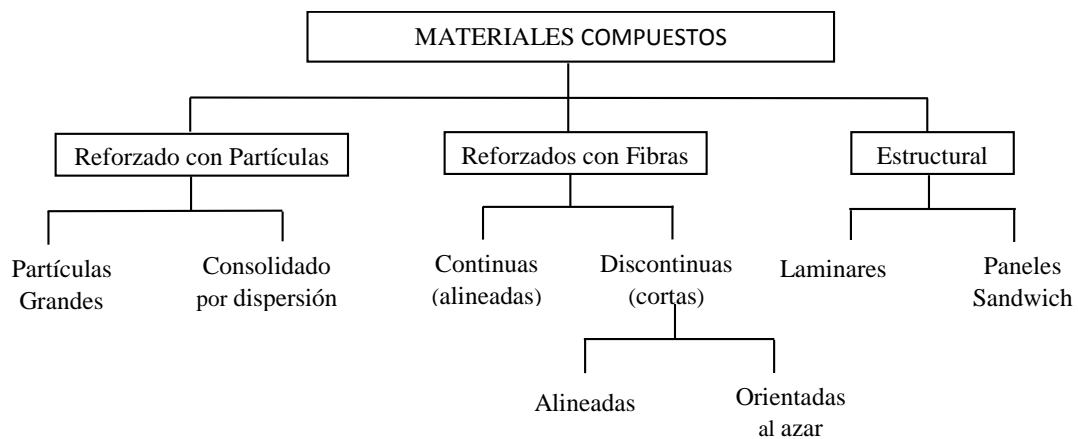 MATERIALES COMPUESTOS
Reforzado con Partículas
Reforzados con Fibras
Estructural
Partículas
Grandes
Consolidado
por dispersión
Continuas
(alineadas)
Discontinuas
(cortas)
Laminares
Paneles
Sandwich
Alineadas
Orientadas
al azar